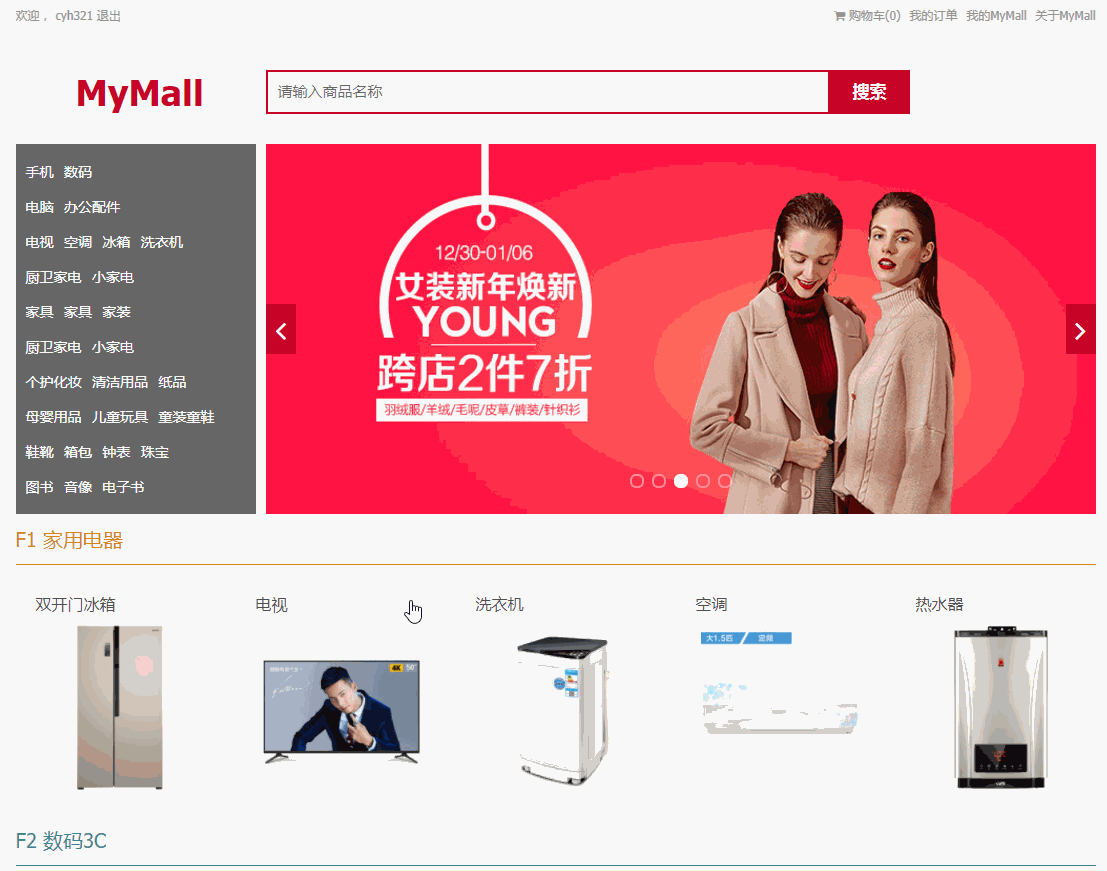 欢迎， cyh321 退出
购物车(0) 我的订单 我的MyMall 关于MyMall
MyMall
请输入商品名称
搜索
手机 数码
电脑 办公配件
电视 空调 冰箱 洗衣机
厨卫家电 小家电
家具 家具 家装
厨卫家电 小家电
个护化妆 清洁用品 纸品
母婴用品 儿童玩具 童装童鞋
鞋靴 箱包 钟表 珠宝
图书 音像 电子书
12/30-01/06
女装新年焕新
YOUNG
跨店2件7折
羽绒服/羊绒/毛呢/皮草/裤装/针织衫
F1 家用电器
双开门冰箱
电视
洗衣机
空调
热水器
4K 50"
大1.5匹 定频
F2 数码3C